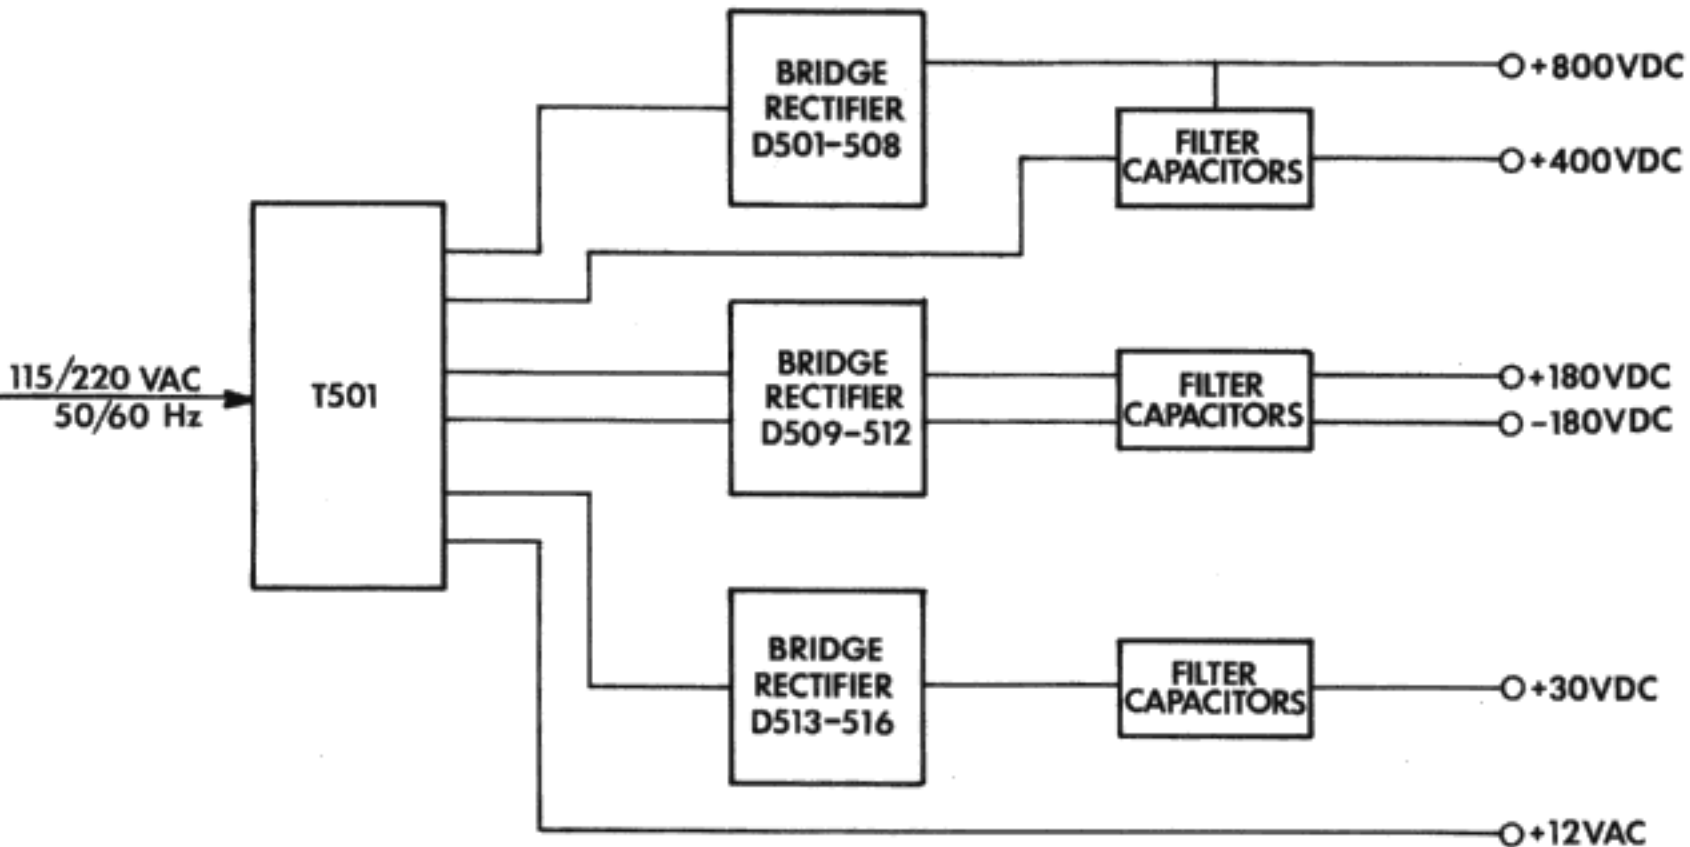 BRIDGE
RECTIFIER
D501-508
+800VDC
FILTER
CAPACITORS
+400VDC
115/220 VAC
50/60 Hz
T501
BRIDGE
RECTIFIER
D509-512
FILTER
CAPACITORS
+180VDC
-180VDC
BRIDGE
RECTIFIER
D513-516
FILTER
CAPACITORS
+30VDC
+12VAC